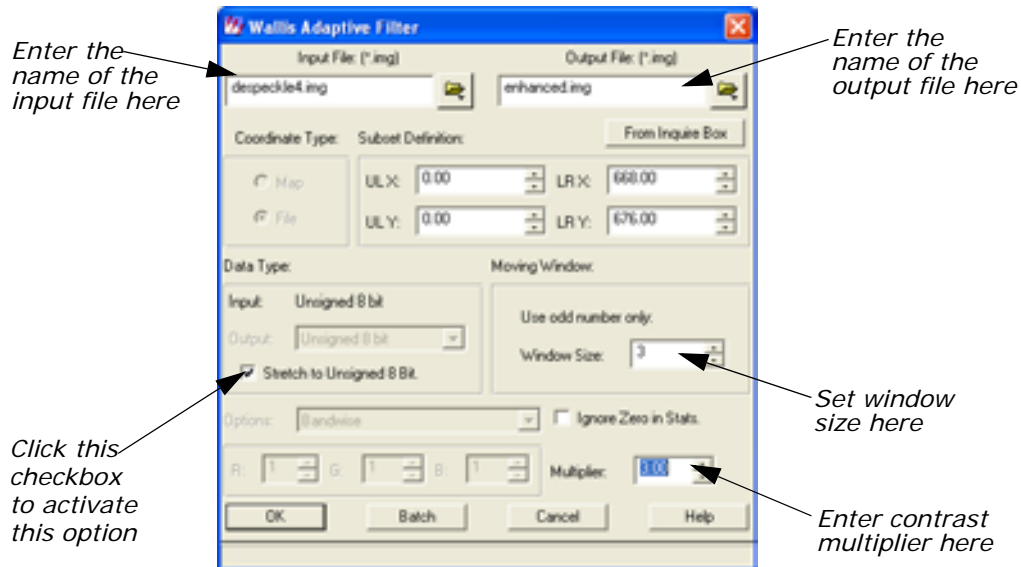 Wallis Adaptive Filter
Enter the
name of the
input file here
Input File: (*.img)
Output File: (*.img)
Enter the
name of the
output file here
despeckle4.img
enhanced.img
Coordinate Type:
Subset Definition:
From Inquire Box
Map
File
UL X: 0.00
LR X: 668.00
UL Y: 0.00
LR Y: 676.00
Data Type:
Moving Window:
Input: Unsigned 8 bit
Output: Unsigned 8 bit
Stretch to Unsigned 8 Bit.
Use odd number only.
Window Size: 3
Set window
size here
Options: Bandwise
Ignore Zero in Stats.
Click this
checkbox
to activate
this option
R: 1 G: 1 B: 1
Multiplier: 3.00
Enter contrast
multiplier here
OK
Batch
Cancel
Help